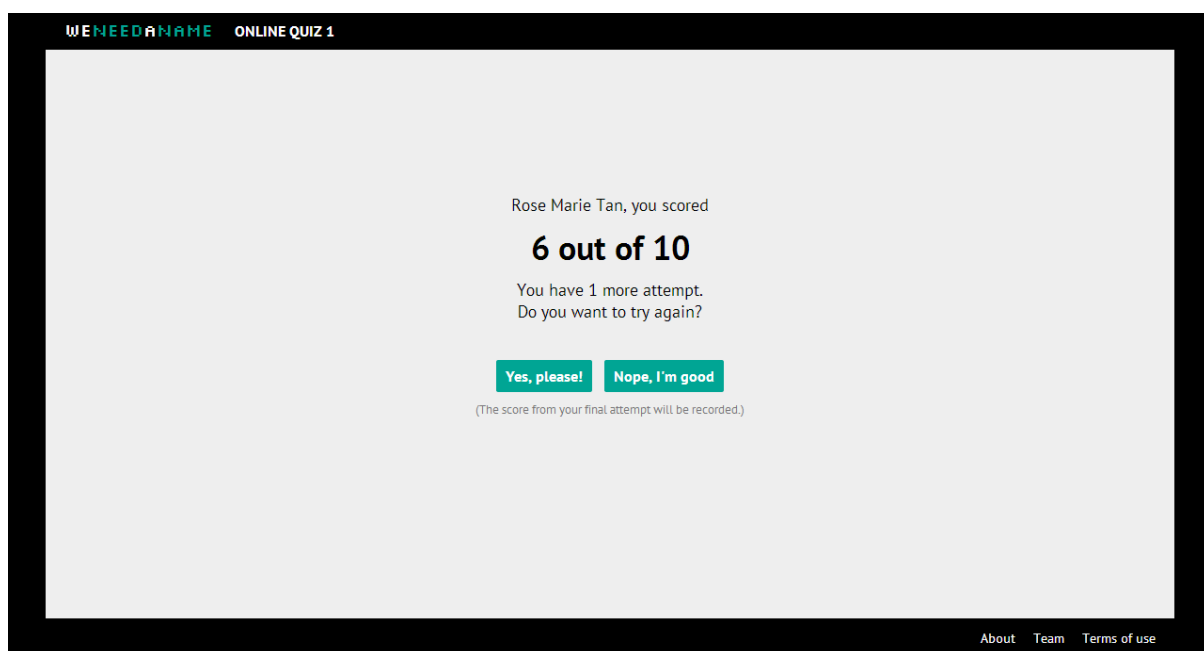 WENEEDANAME ONLINE QUIZ 1
Rose Marie Tan, you scored
6 out of 10
You have 1 more attempt.
Do you want to try again?
Yes, please! Nope, I'm good
(The score from your final attempt will be recorded.)
About Team Terms of use